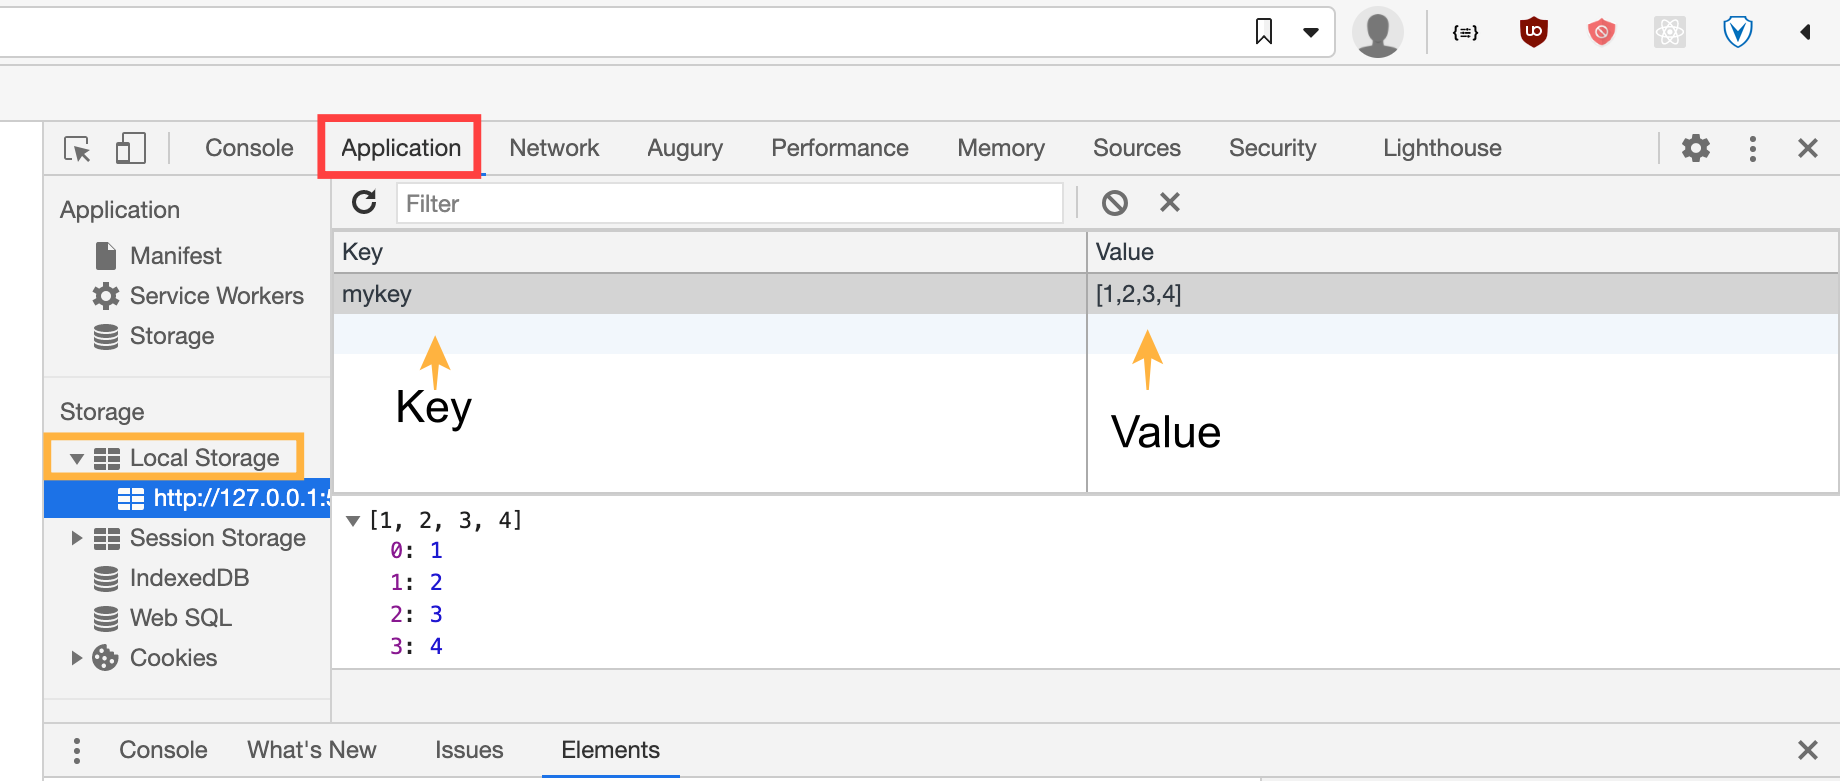 {≡}
UO
Console Application Network Augury Performance Memory Sources Security Lighthouse
Application
Filter
Manifest
Key Value
Service Workers
mykey [1,2,3,4]
Storage
Key
Value
Storage
Local Storage
http://127.0.0.1:5
Session Storage
IndexedDB
Web SQL
Cookies
[1, 2, 3, 4]
0: 1
1: 2
2: 3
3: 4
Console What's New Issues Elements